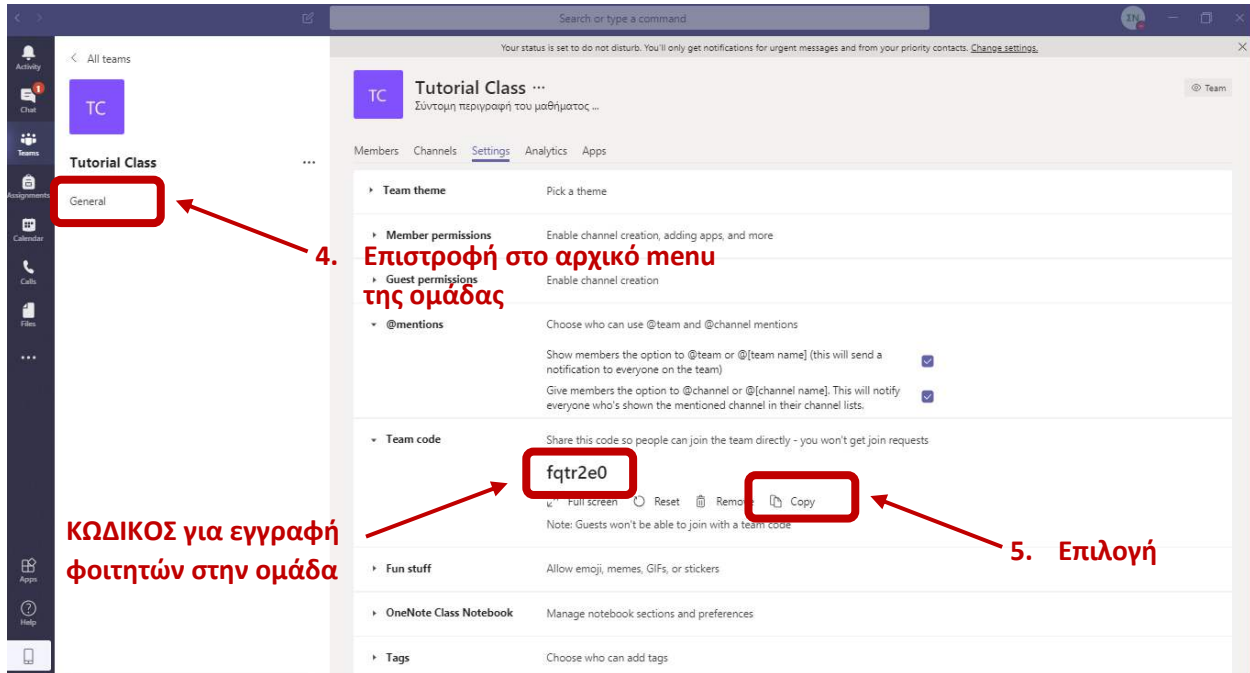 Search or type a command
IN
Your status is set to do not disturb. You'll only get notifications for urgent messages and from your priority contacts. Change settings.
Activity
Chat
1
Teams
Assignments
Calendar
Calls
Files
Apps
Help
All teams
TC
Tutorial Class
General
TC
Tutorial Class
Σύντομη περιγραφή του μαθήματος ...
Team
Members Channels Settings Analytics Apps
Team theme Pick a theme
Member permissions Enable channel creation, adding apps, and more
4. Επιστροφή στο αρχικό menu
της ομάδας
Guest permissions Enable channel creation
@mentions Choose who can use @team and @channel mentions
Show members the option to @team or @[team name] (this will send a
notification to everyone on the team)
Give members the option to @channel or @[channel name]. This will notify
everyone who's shown the mentioned channel in their channel lists.
Team code Share this code so people can join the team directly - you won't get join requests
fqtr2e0
Full screen Reset Remove Copy
Note: Guests won't be able to join with a team code
ΚΩΔΙΚΟΣ για εγγραφή
φοιτητών στην ομάδα
5. Επιλογή
Fun stuff Allow emoji, memes, GIFs, or stickers
OneNote Class Notebook Manage notebook sections and preferences
Tags Choose who can add tags